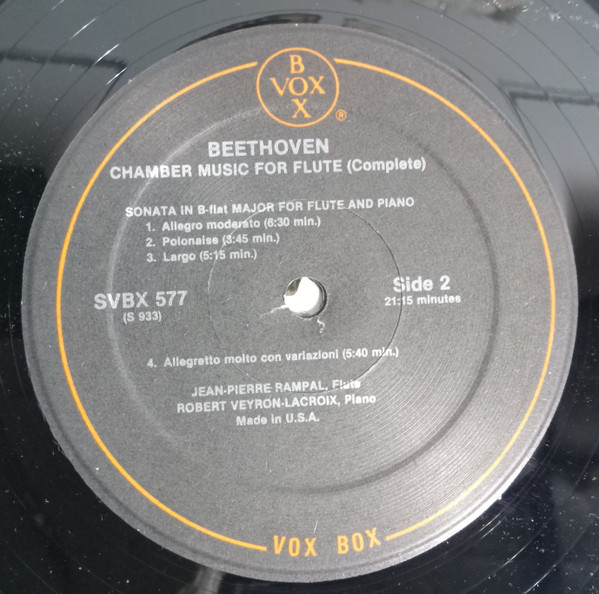 B
VOX
X
®
BEETHOVEN
CHAMBER MUSIC FOR FLUTE (Complete)
SONATA IN B-flat MAJOR FOR FLUTE AND PIANO
1. Allegro moderato (6:30 min.)
2. Polonaise (3:45 min.)
3. Largo (5:15 min.)
SVBX 577
(S 933)
Side 2
21:15 minutes
4. Allegretto molto con variazioni (5:40 min.)
JEAN-PIERRE RAMPAL, Flute
ROBERT VEYRON-LACROIX, Piano
Made in U.S.A.
VOX BOX